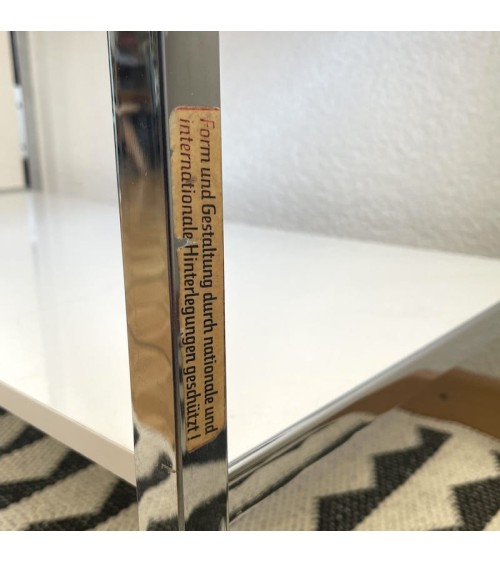 Form und Gestaltung durch nationale und
internationale Hinterlegungen geschützt!